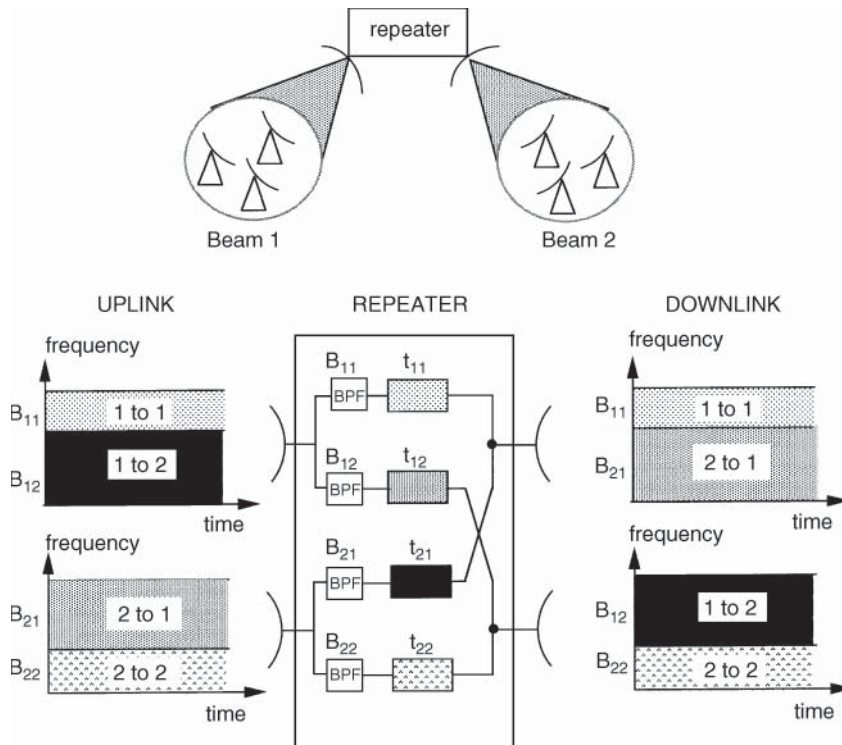 repeater
Beam 1
Beam 2
UPLINK
REPEATER
DOWNLINK
frequency
B11
1 to 1
B12
1 to 2
time
frequency
B21
2 to 1
B22
2 to 2
time
B11
t11
BPF
B12
t12
BPF
B21
t21
BPF
B22
t22
BPF
frequency
B11
1 to 1
B21
2 to 1
time
frequency
B12
1 to 2
B22
2 to 2
time